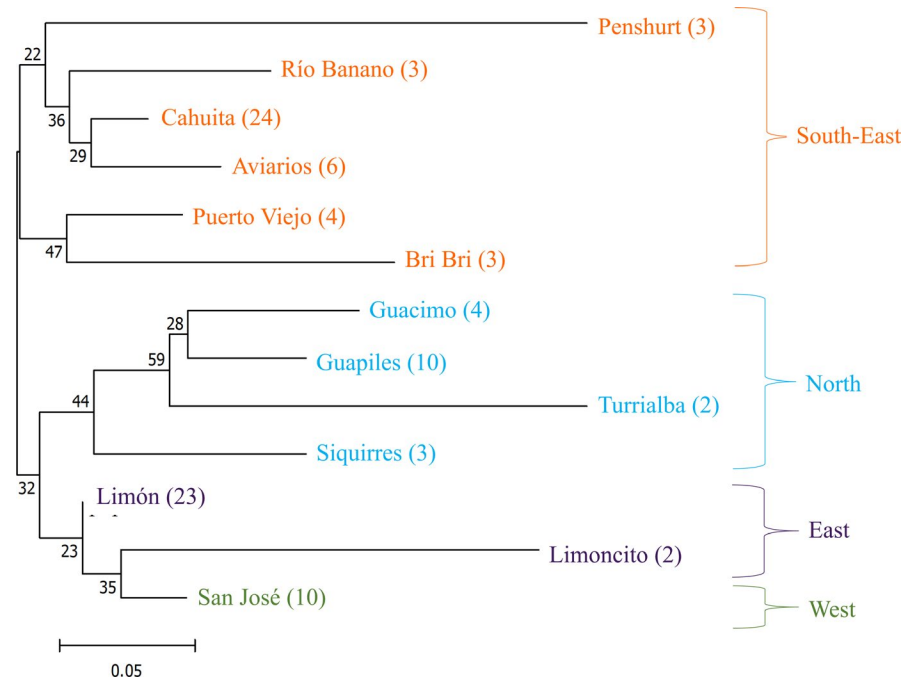 Penshurt (3)
22
Río Banano (3)
36
Cahuita (24)
29
Aviarios (6)
South-East
Puerto Viejo (4)
47
Bri Bri (3)
Guacimo (4)
28
Guapiles (10)
59
North
Turrialba (2)
44
Siquirres (3)
32
Limón (23)
23
East
Limoncito (2)
35
San José (10)
West
0.05